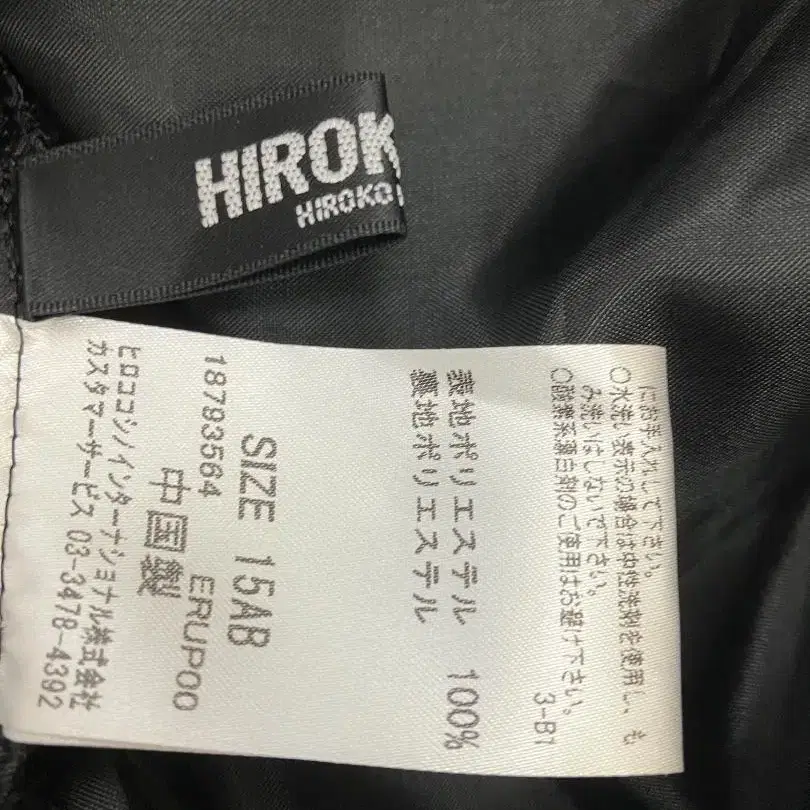 HIROK
HIROKO
にお手入れして下さい。
○水洗い表示の場合は中性洗剤を使用し、も
み洗いはしないで下さい。
○酸素系漂白剤のご使用はお避け下さい。
3-B1
表地ポリエステル 100%
裏地ポリエステル
SIZE 15AB
18793564 ERUP00
中国製
ヒロココシノインターナショナル株式会社
カスタマーサービス 03-3478-4392